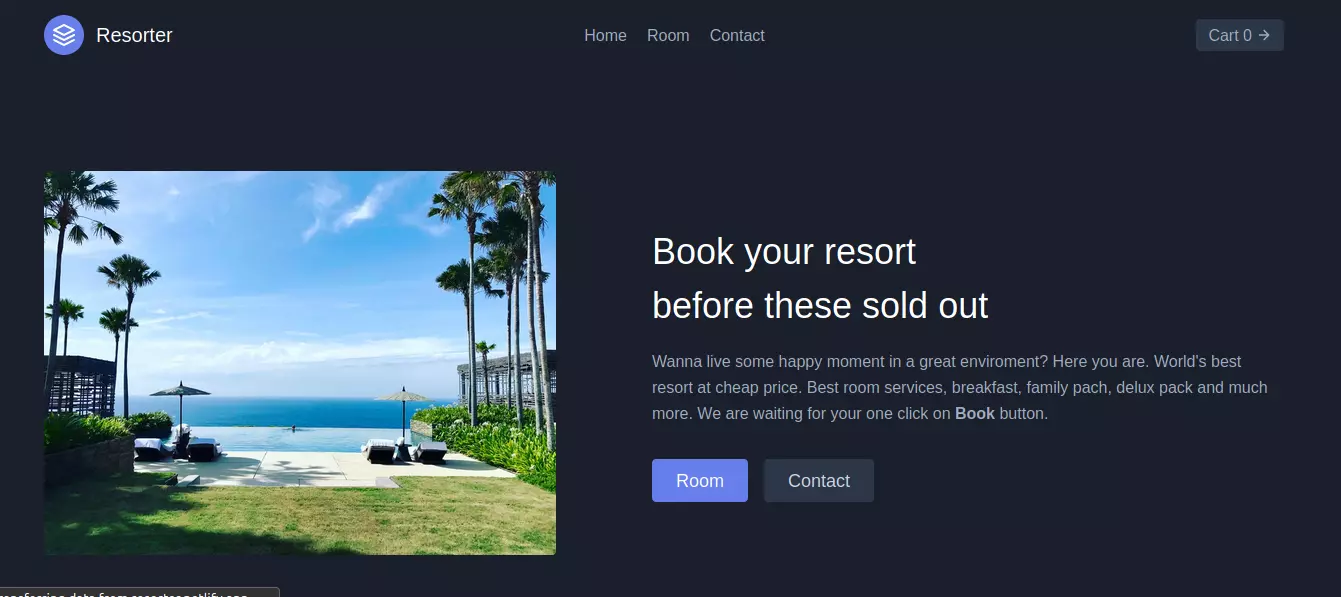 Resorter
Home Room Contact
Cart 0 →
Book your resort
before these sold out
Wanna live some happy moment in a great enviroment? Here you are. World's best
resort at cheap price. Best room services, breakfast, family pach, delux pack and much
more. We are waiting for your one click on Book button.
Room
Contact